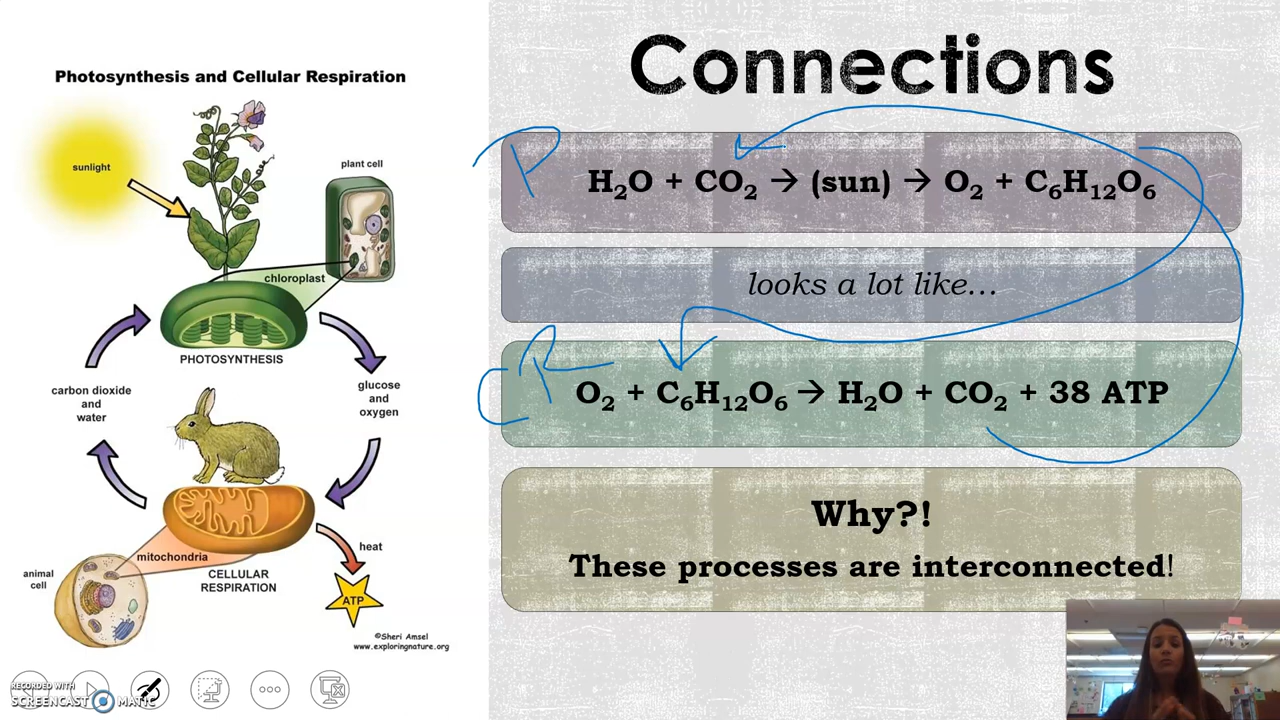 Connections
Photosynthesis and Cellular Respiration
sunlight
plant cell
chloroplast
PHOTOSYNTHESIS
carbon dioxide
and
water
glucose
and
oxygen
mitochondria
CELLULAR
RESPIRATION
heat
ATP
animal
cell
©Sheri Amsel
www.exploringnature.org
P
H₂O + CO₂ → (sun) → O₂ + C₆H₁₂O₆
looks a lot like...
CR
O₂ + C₆H₁₂O₆ → H₂O + CO₂ + 38 ATP
Why?!
These processes are interconnected!
RECORDED WITH
SCREENCAST MATIC